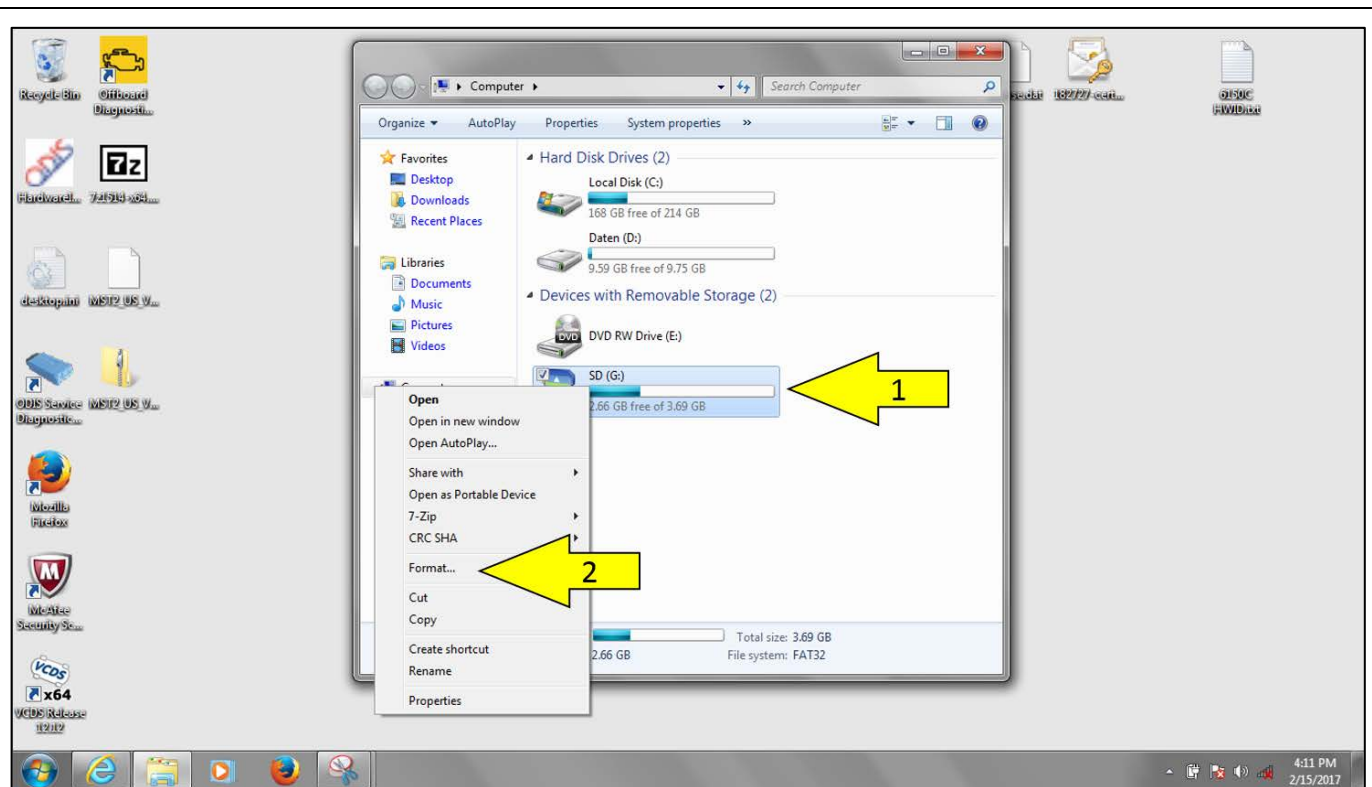 Recycle Bin
Offboard
Diagnosti...
7z
desktop.ini
MST2_US_V...
ODIS Service
Diagnostic...
MST2_US_V...
Mozilla
Firefox
McAfee
Security Sc...
VCDS
x64
VCDS Release
Computer
Search Computer
Organize
AutoPlay
Properties
System properties
»
Favorites
Desktop
Downloads
Recent Places
Libraries
Documents
Music
Pictures
Videos
Hard Disk Drives (2)
Local Disk (C:)
168 GB free of 214 GB
Daten (D:)
9.59 GB free of 9.75 GB
Devices with Removable Storage (2)
DVD
DVD RW Drive (E:)
SD (G:)
2.66 GB free of 3.69 GB
1
Open
Open in new window
Open AutoPlay...
Share with
Open as Portable Device
7-Zip
CRC SHA
Format...
2
Cut
Copy
Create shortcut
Rename
Properties
Total size: 3.69 GB
2.66 GB
File system: FAT32
4:11 PM
2/15/2017